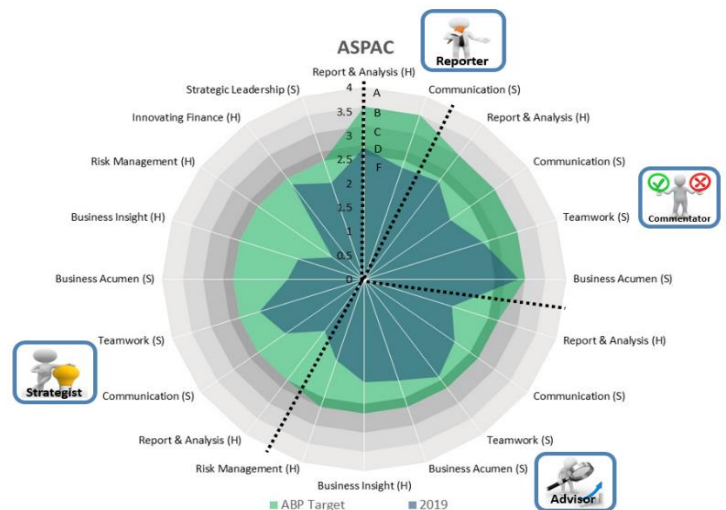 ASPAC
Reporter
Report & Analysis (H)
Communication (S)
Report & Analysis (H)
Communication (S)
Teamwork (S)
Commentator
Business Acumen (S)
Report & Analysis (H)
Communication (S)
Teamwork (S)
Business Acumen (S)
Advisor
Business Insight (H)
Risk Management (H)
Report & Analysis (H)
Communication (S)
Strategist
Teamwork (S)
Business Acumen (S)
Business Insight (H)
Risk Management (H)
Innovating Finance (H)
Strategic Leadership (S)
4
3.5
3
2.5
2
1.5
1
0.5
0
A
B
C
D
F
ABP Target
2019